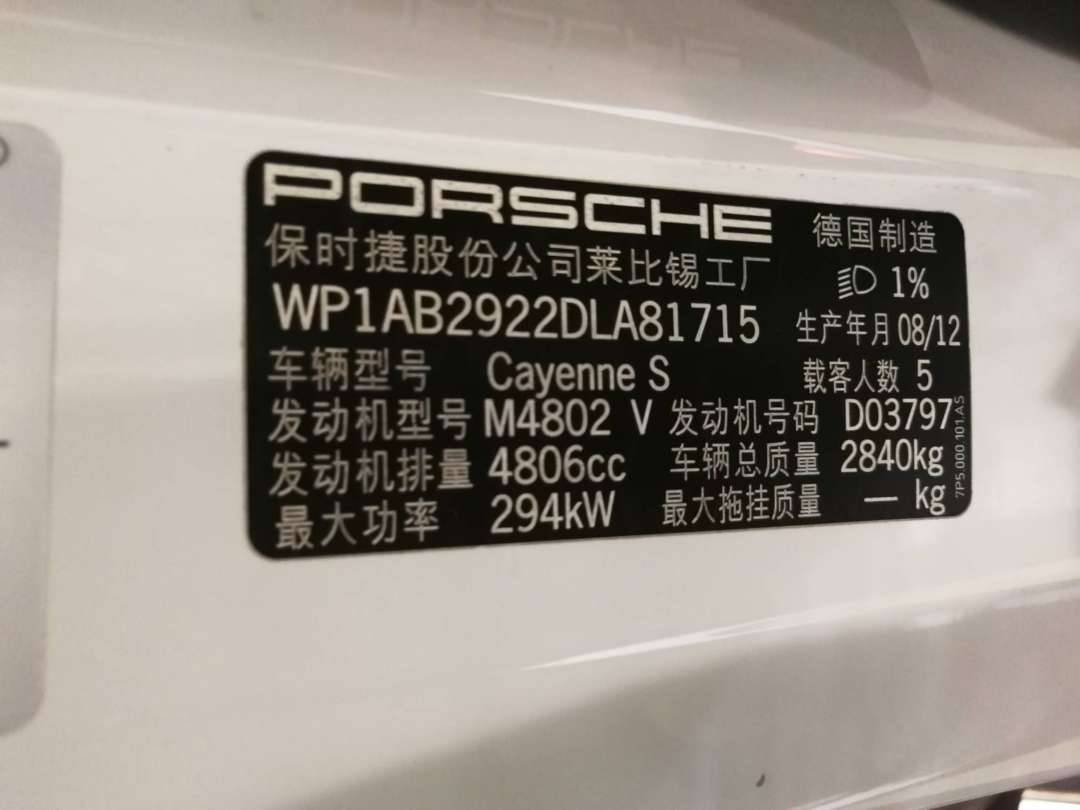 PORSCHE 德国制造
保时捷股份公司莱比锡工厂 1%
WP1AB2922DLA81715 生产年月 08/12
车辆型号 Cayenne S 载客人数 5
发动机型号 M4802 V 发动机号码 D03797
发动机排量 4806cc 车辆总质量 2840kg
最大功率 294kW 最大拖挂质量 — kg
7P5.000.101.AS